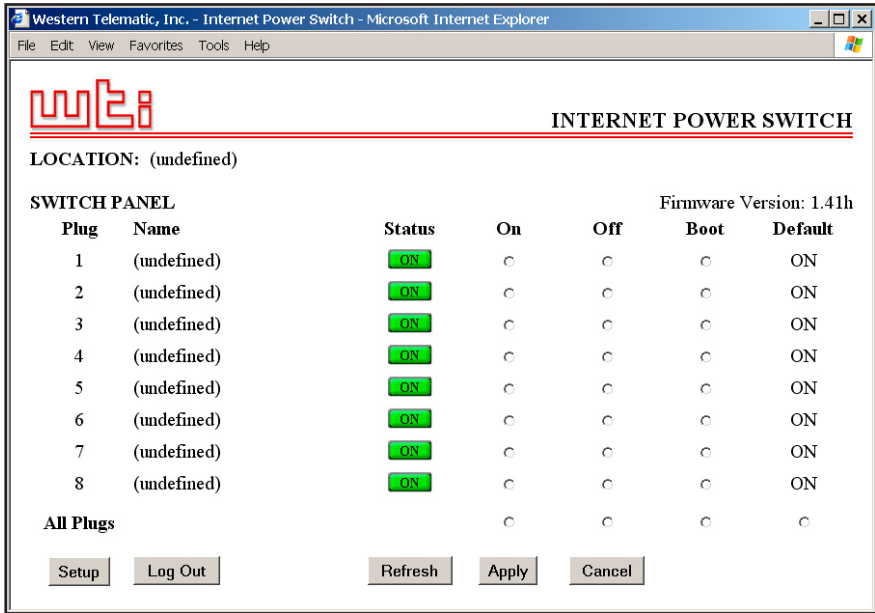 Western Telematic, Inc. - Internet Power Switch - Microsoft Internet Explorer
File Edit View Favorites Tools Help
wti
INTERNET POWER SWITCH
LOCATION: (undefined)
SWITCH PANEL Firmware Version: 1.41h
Plug Name Status On Off Boot Default
1 (undefined) ON ON
2 (undefined) ON ON
3 (undefined) ON ON
4 (undefined) ON ON
5 (undefined) ON ON
6 (undefined) ON ON
7 (undefined) ON ON
8 (undefined) ON ON
All Plugs
Setup Log Out Refresh Apply Cancel